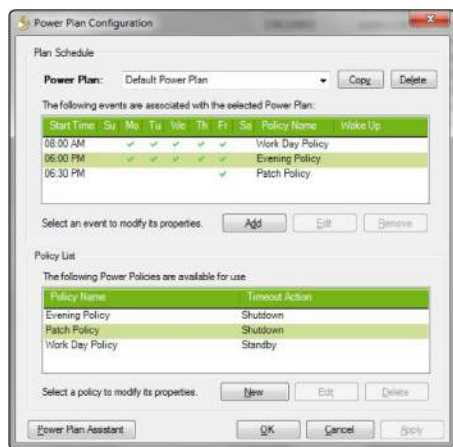 Power Plan Configuration
Plan Schedule
Power Plan: Default Power Plan Copy Delete
The following events are associated with the selected Power Plan:
Start Time Su Mo Tu We Th Fr Sa Policy Name Wake Up
08:00 AM Work Day Policy
06:00 PM Evening Policy
06:30 PM Patch Policy
Select an event to modify its properties. Add Edit Remove
Policy List
The following Power Policies are available for use
Policy Name Timeout Action
Evening Policy Shutdown
Patch Policy Shutdown
Work Day Policy Standby
Select a policy to modify its properties. New Edit Delete
Power Plan Assistant OK Cancel Apply